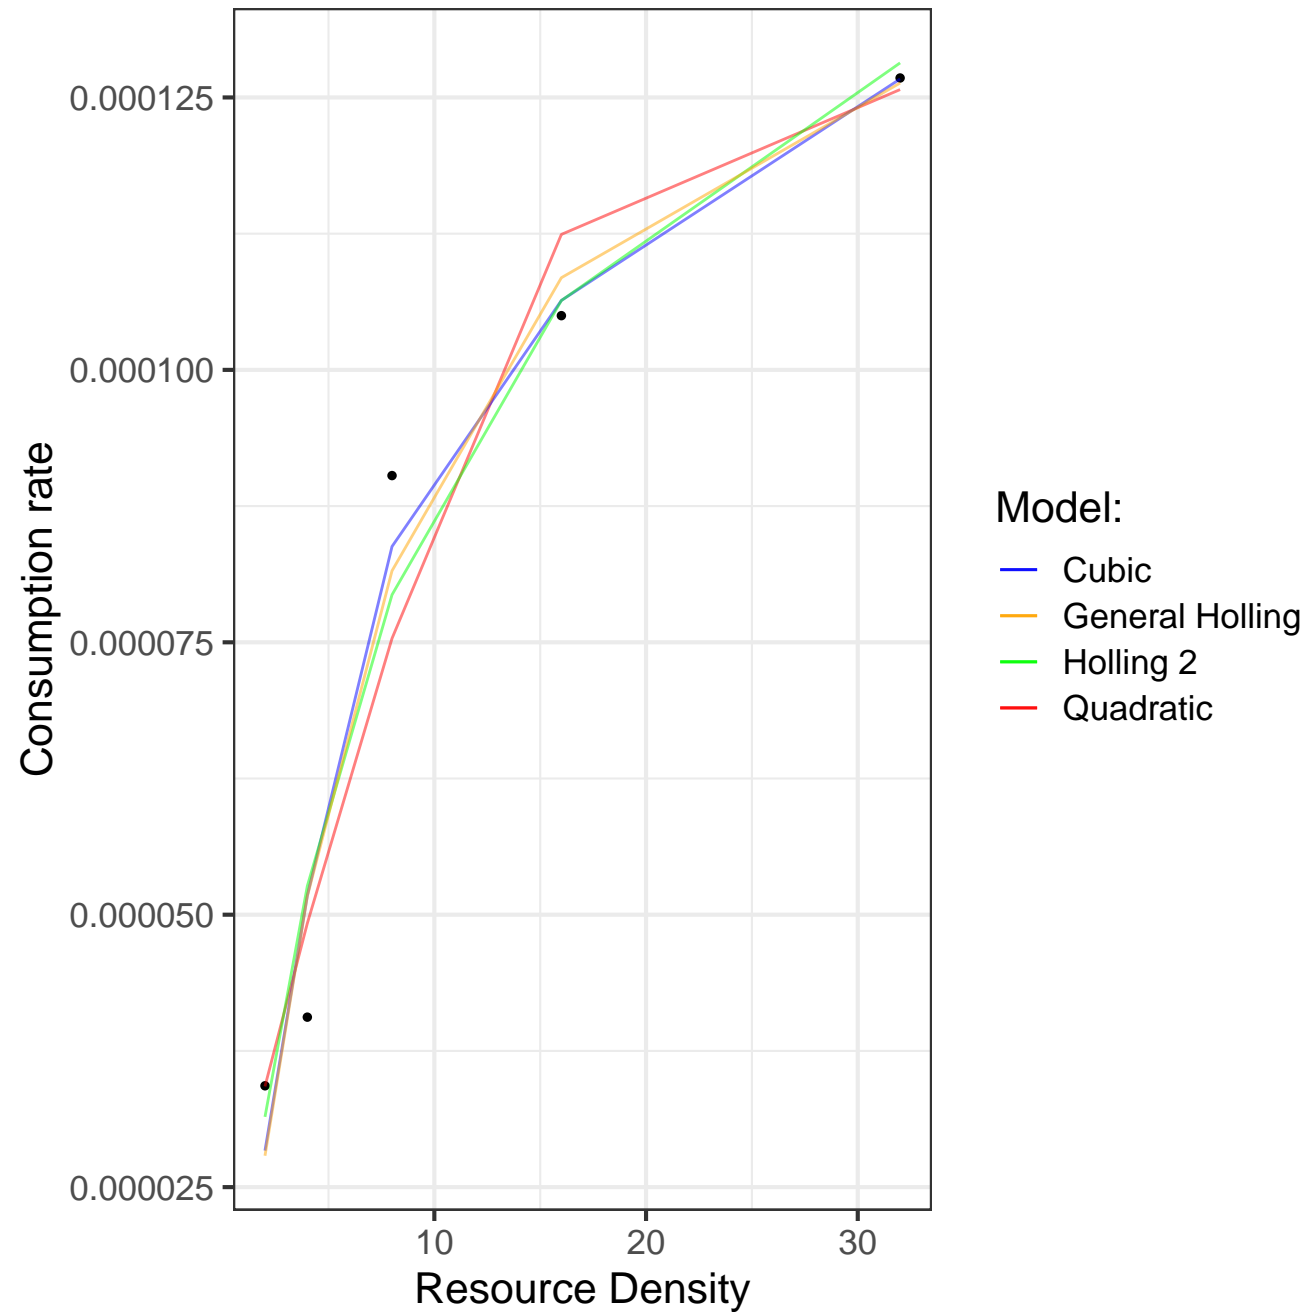 0.000125
0.000100
0.000075
0.000050
0.000025
Consumption rate
10 20 30
Resource Density
Model:
Cubic
General Holling
Holling 2
Quadratic